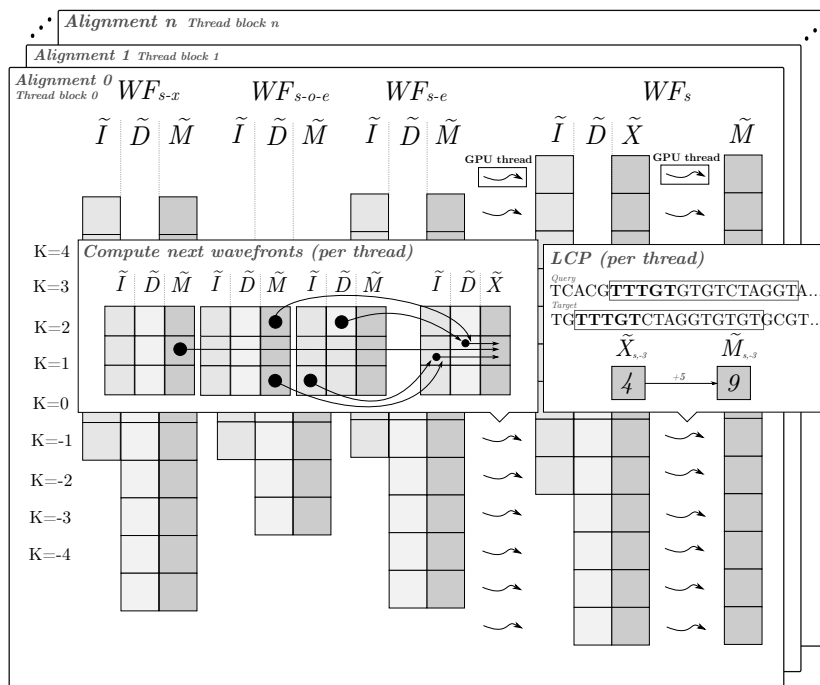 Alignment n Thread block n
Alignment 1 Thread block 1
Alignment 0
Thread block 0
WFs-x WFs-o-e WFs-e WFs
Ĩ D̃ M̃ Ĩ D̃ M̃ Ĩ D̃ M̃ Ĩ D̃ X̃ M̃
GPU thread GPU thread
K=4
K=3
K=2
K=1
K=0
K=-1
K=-2
K=-3
K=-4
Compute next wavefronts (per thread)
Ĩ D̃ M̃ Ĩ D̃ M̃ Ĩ D̃ M̃ Ĩ D̃ X̃
LCP (per thread)
Query
TCACGTTTGTGTGTCTAGGTA...
Target
TGTTTGTCTAGGTGTGTGCGT...
X̃s,-3 M̃s,-3
4 +5 9